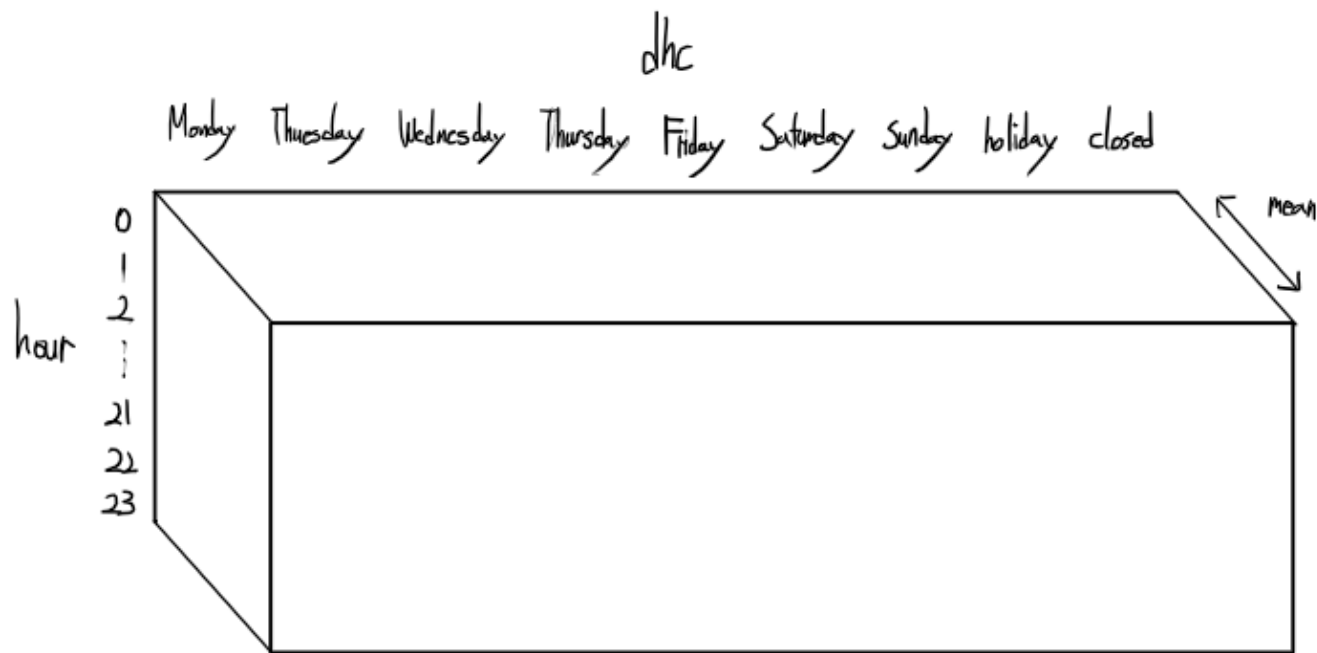 dhc
Monday Thuesday Wednesday Thursday Friday Saturday Sunday holiday closed
mean
0
1
2
⋮
hour
21
22
23